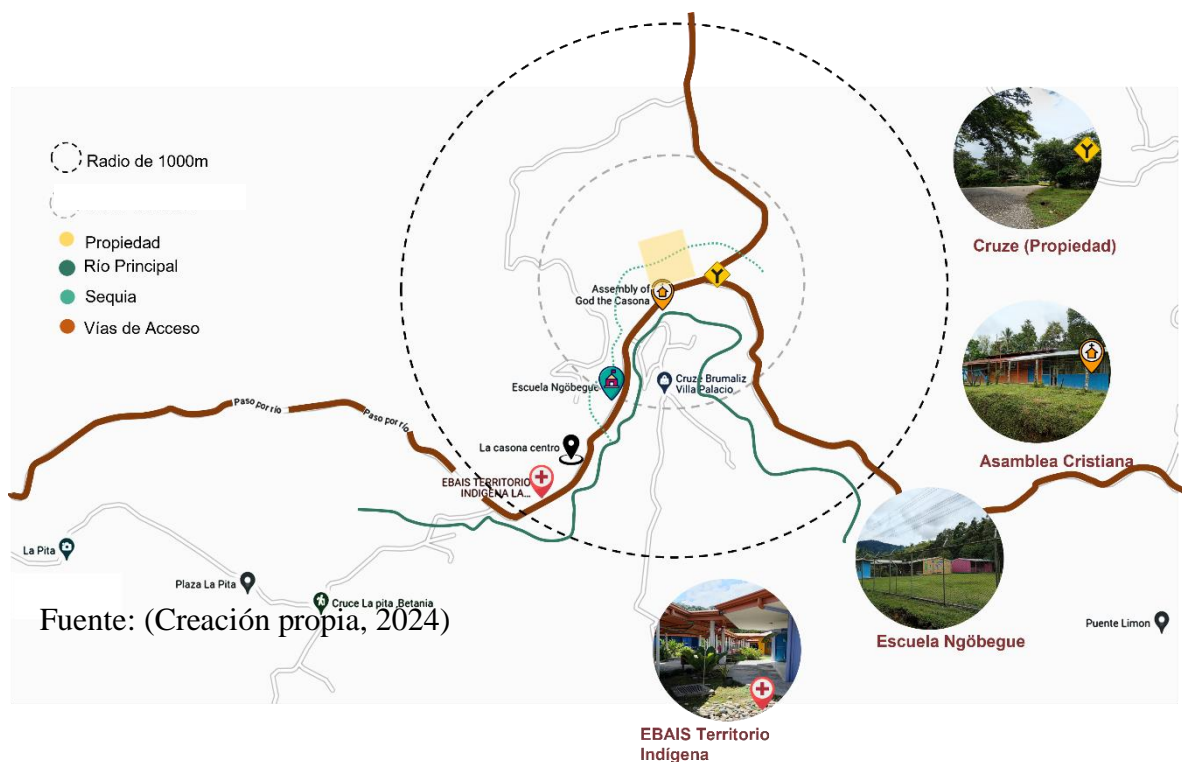 Radio de 1000m
Propiedad
Río Principal
Sequia
Vías de Acceso
Cruze (Propiedad)
Assembly of
God the Casona
Escuela Ngöbegue
Cruze Brumaliz
Villa Palacio
Paso por río
Paso por río
La casona centro
EBAIS TERRITORIO
INDIGENA LA...
Asamblea Cristiana
La Pita
Plaza La Pita
Cruce La pita ,Betania
Fuente: (Creación propia, 2024)
Escuela Ngöbegue
Puente Limon
EBAIS Territorio
Indígena